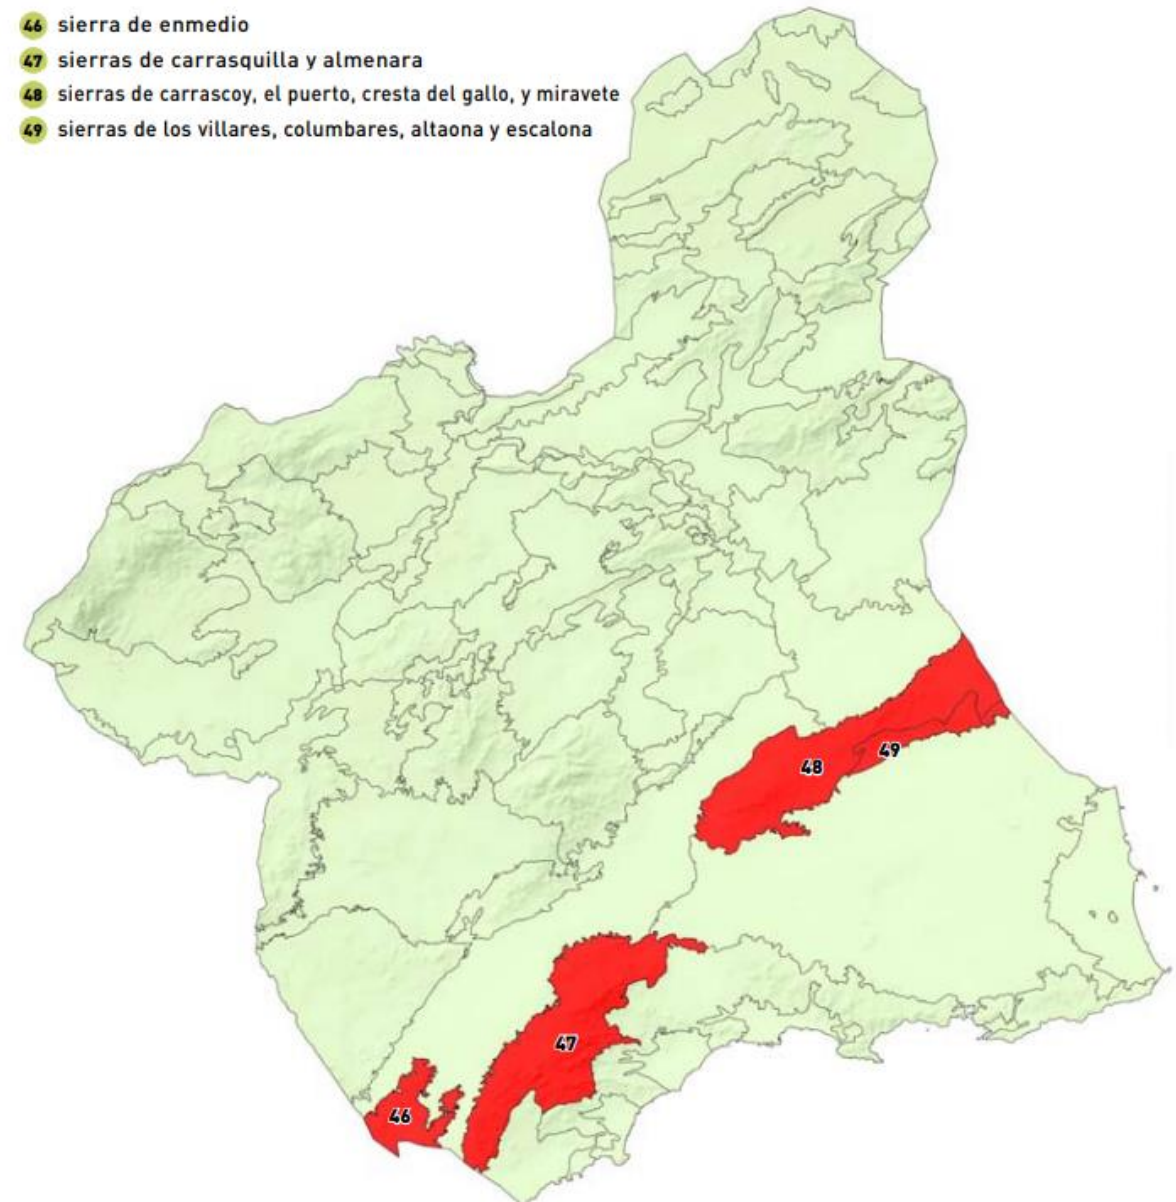 46 sierra de enmedio
47 sierras de carrasquilla y almenara
48 sierras de carrascoy, el puerto, cresta del gallo, y miravete
49 sierras de los villares, columbares, altaona y escalona
49
48
47
46